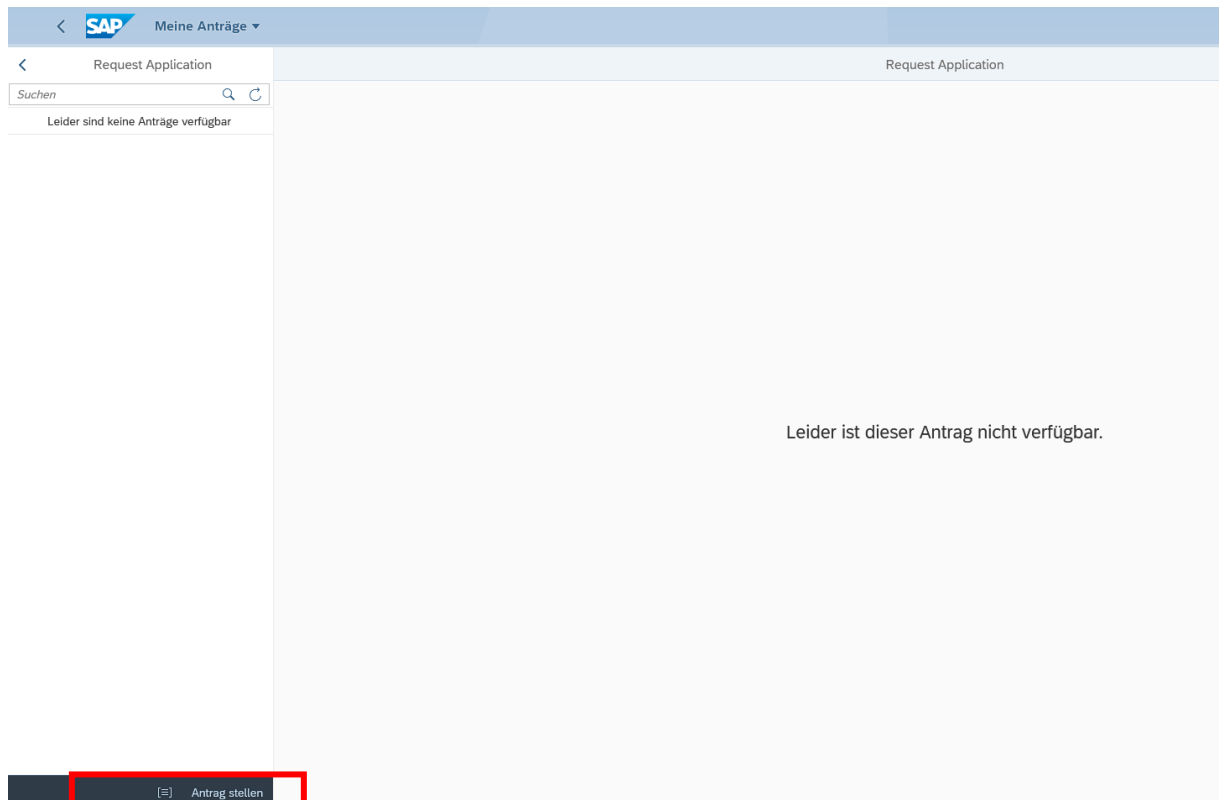 SAP Meine Anträge
Request Application
Request Application
Suchen
Leider sind keine Anträge verfügbar
Leider ist dieser Antrag nicht verfügbar.
Antrag stellen